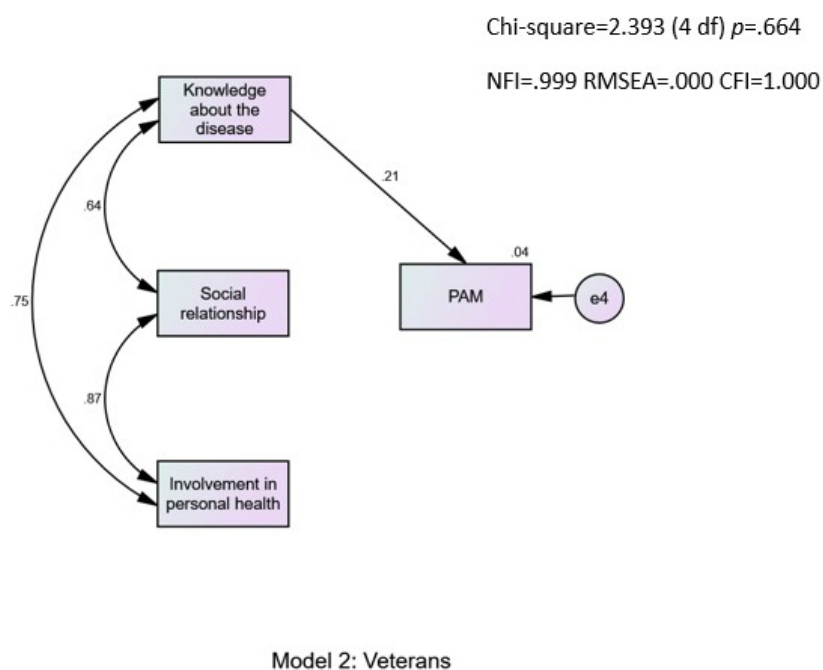 Chi-square=2.393 (4 df) p=.664
NFI=.999 RMSEA=.000 CFI=1.000
Knowledge
about the
disease
.21
.64
.04
.75
Social
relationship
PAM
e4
.87
Involvement in
personal health
Model 2: Veterans